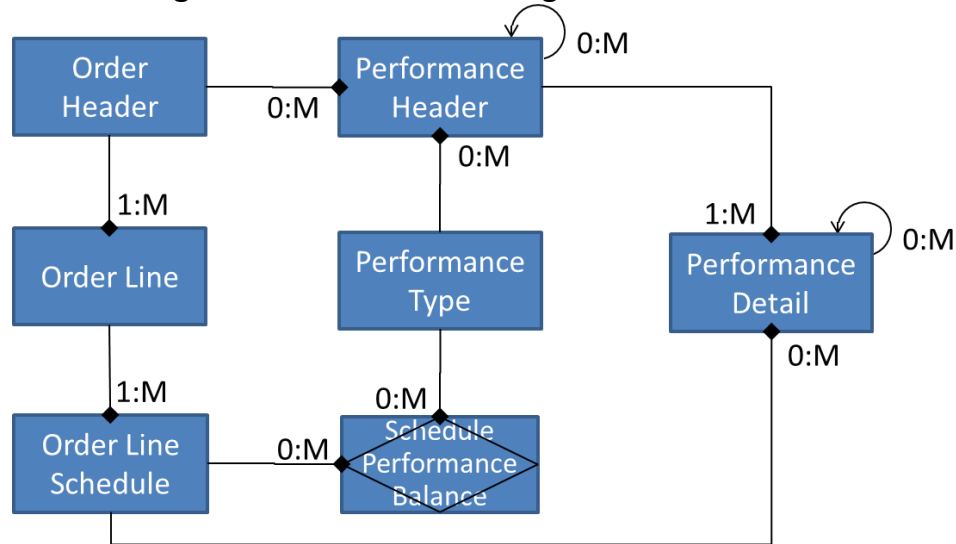 Order
Header
0:M
Performance
Header
0:M
0:M
1:M
Order Line
Performance
Type
1:M
Performance
Detail
0:M
1:M
Order Line
Schedule
0:M
0:M
Schedule
Performance
Balance
0:M